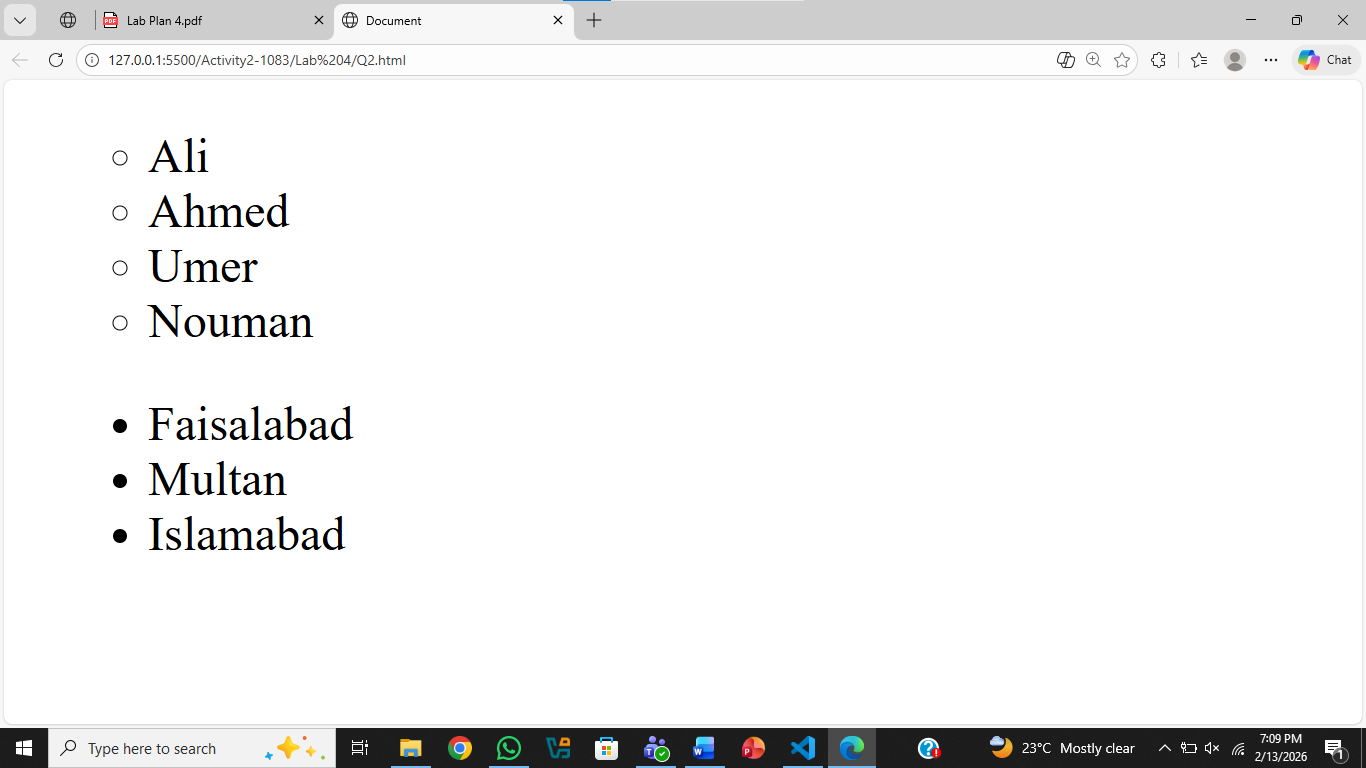 Lab Plan 4.pdf
Document
127.0.0.1:5500/Activity2-1083/Lab%204/Q2.html
Chat
Ali
Ahmed
Umer
Nouman
Faisalabad
Multan
Islamabad
Type here to search
23°C Mostly clear
7:09 PM
2/13/2026
1